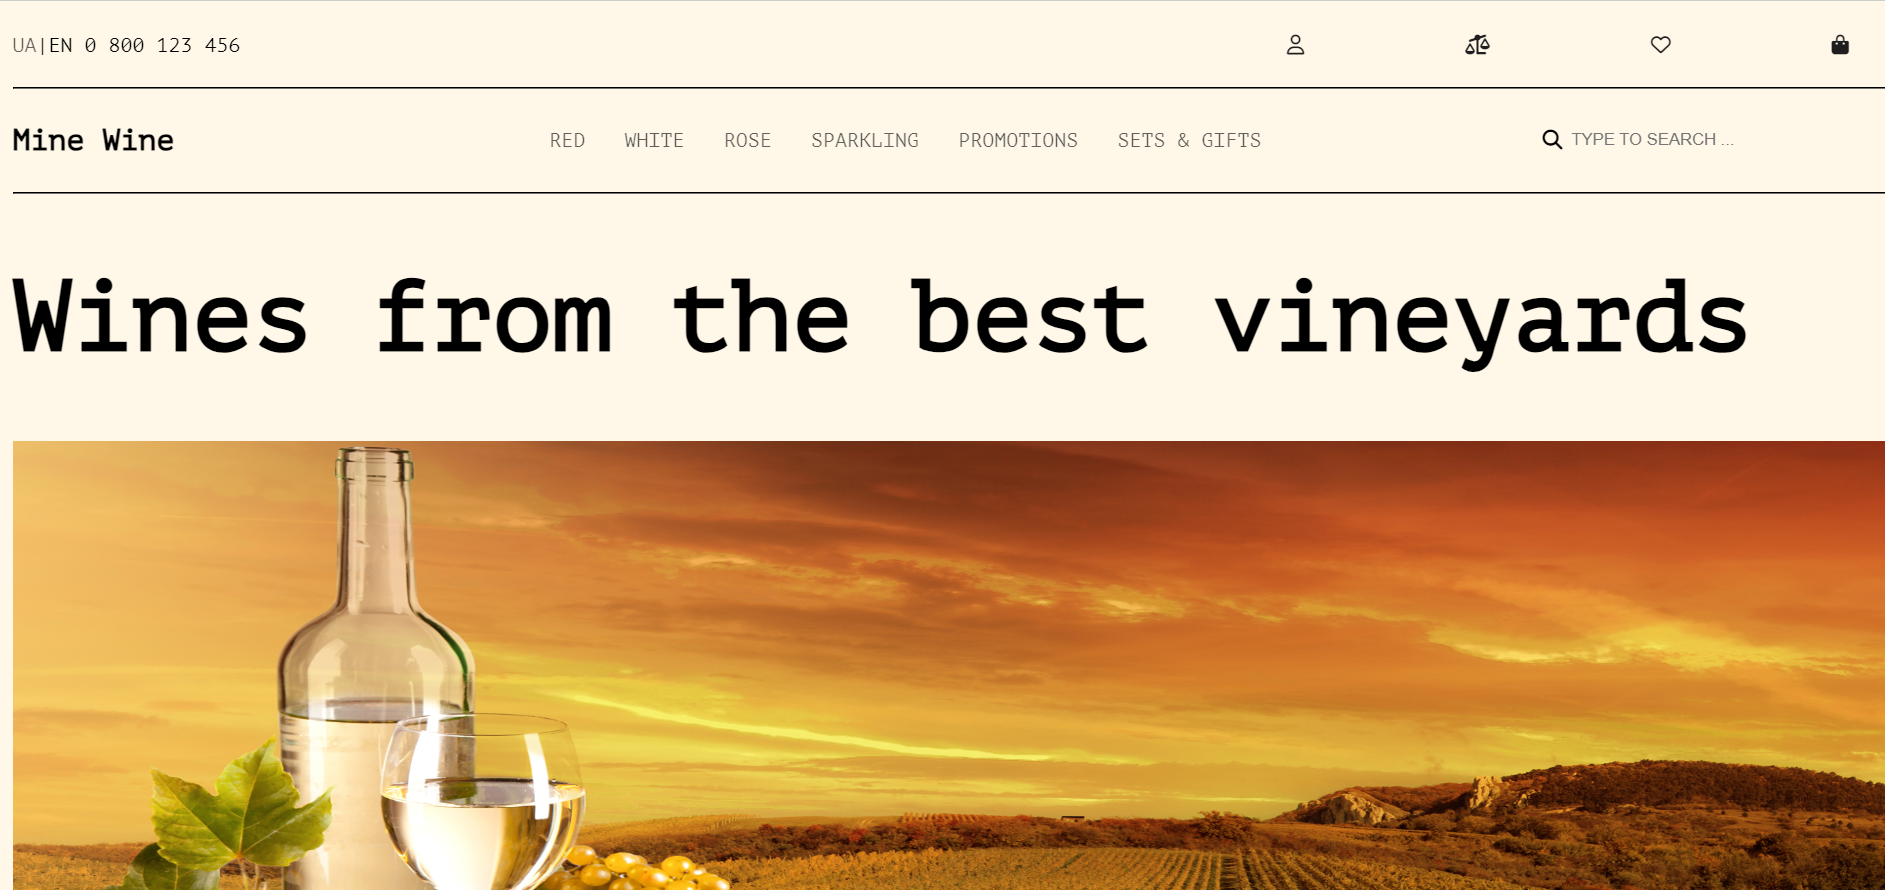 UA|EN 0 800 123 456
Mine Wine
RED WHITE ROSE SPARKLING PROMOTIONS SETS & GIFTS
TYPE TO SEARCH ...
Wines from the best vineyards